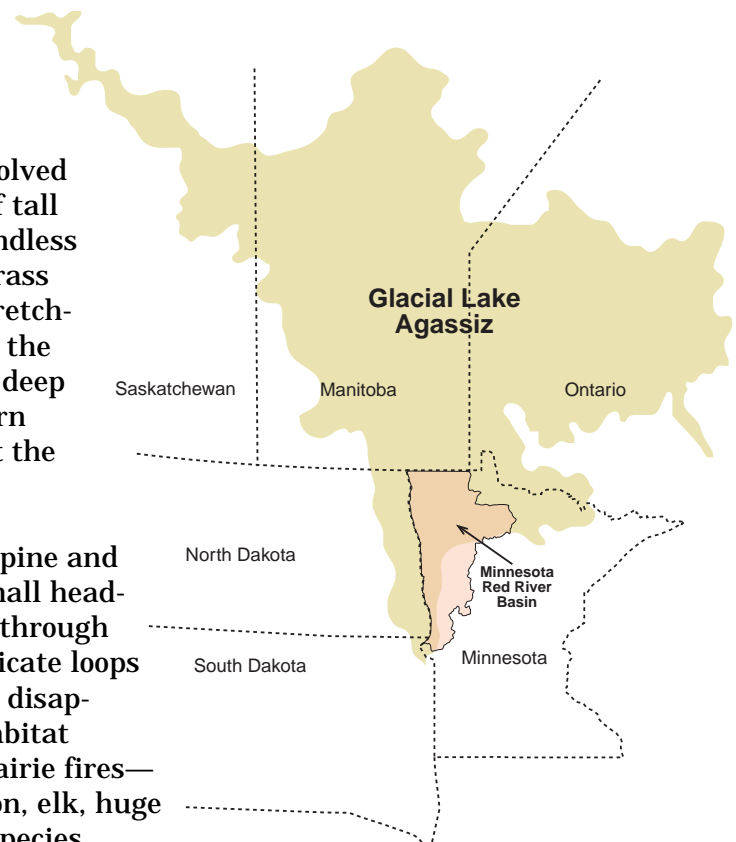 olved
f tall
ndless
rass
retch-
the
deep
rn
t the
pine and
nall head-
through
icate loops
disap-
abitat
airie fires—
on, elk, huge
species
Glacial Lake
Agassiz
Saskatchewan
Manitoba
Ontario
North Dakota
Minnesota
Red River
Basin
South Dakota
Minnesota